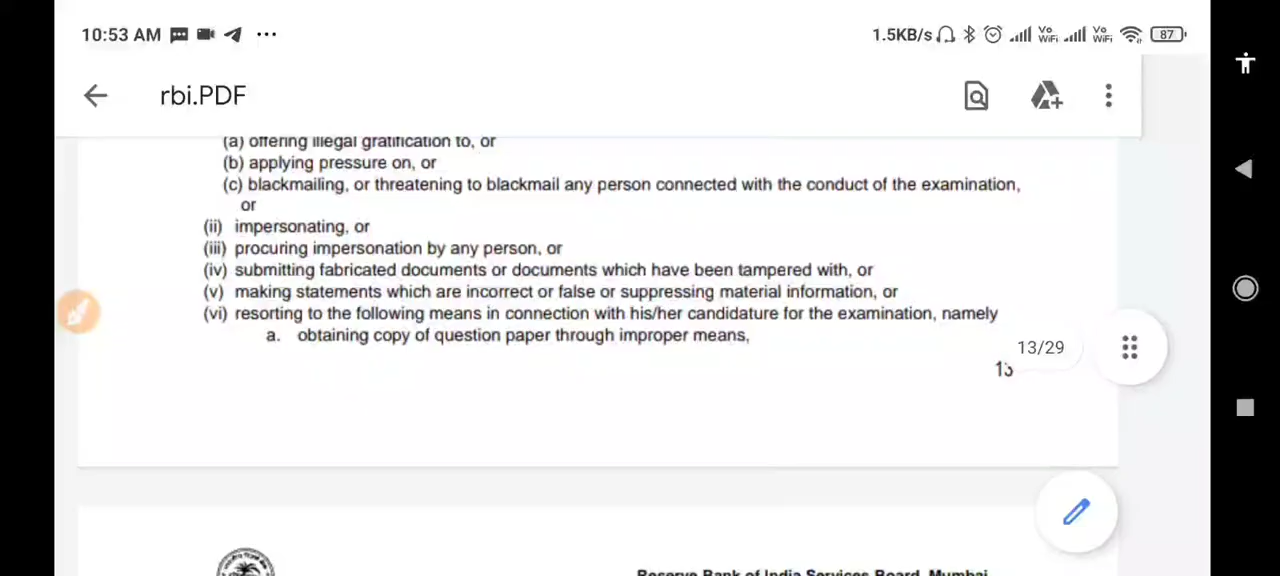 10:53 AM ··· 1.5KB/s Vo WiFi Vo WiFi 87
rbi.PDF
(a) offering illegal gratification to, or
(b) applying pressure on, or
(c) blackmailing, or threatening to blackmail any person connected with the conduct of the examination,
or
(ii) impersonating, or
(iii) procuring impersonation by any person, or
(iv) submitting fabricated documents or documents which have been tampered with, or
(v) making statements which are incorrect or false or suppressing material information, or
(vi) resorting to the following means in connection with his/her candidature for the examination, namely
a. obtaining copy of question paper through improper means,
13/29
13
Reserve Bank of India Services Board, Mumbai